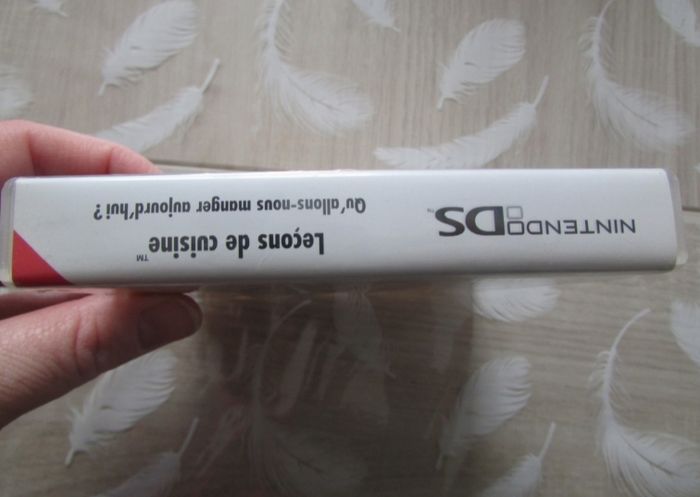 NINTENDO DS™
Leçons de cuisine™
Qu'allons-nous manger aujourd'hui ?